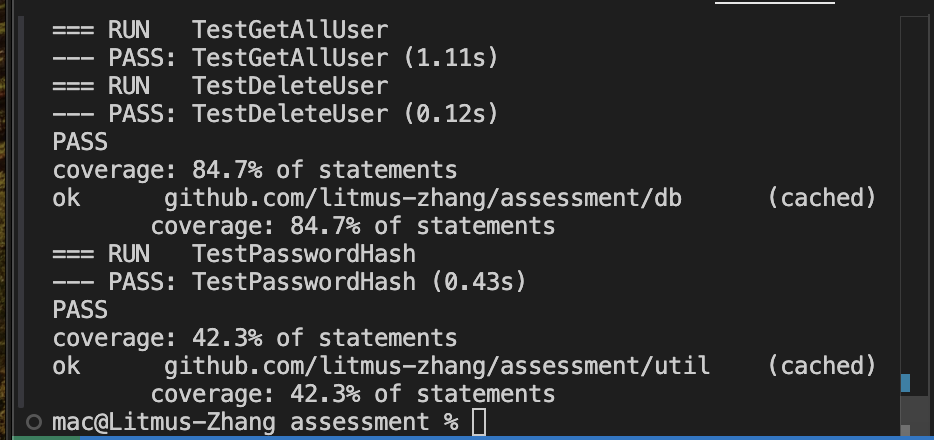 === RUN   TestGetAllUser
--- PASS: TestGetAllUser (1.11s)
=== RUN   TestDeleteUser
--- PASS: TestDeleteUser (0.12s)
PASS
coverage: 84.7% of statements
ok      github.com/litmus-zhang/assessment/db      (cached)
       coverage: 84.7% of statements
=== RUN   TestPasswordHash
--- PASS: TestPasswordHash (0.43s)
PASS
coverage: 42.3% of statements
ok      github.com/litmus-zhang/assessment/util    (cached)
       coverage: 42.3% of statements
mac@Litmus-Zhang assessment %